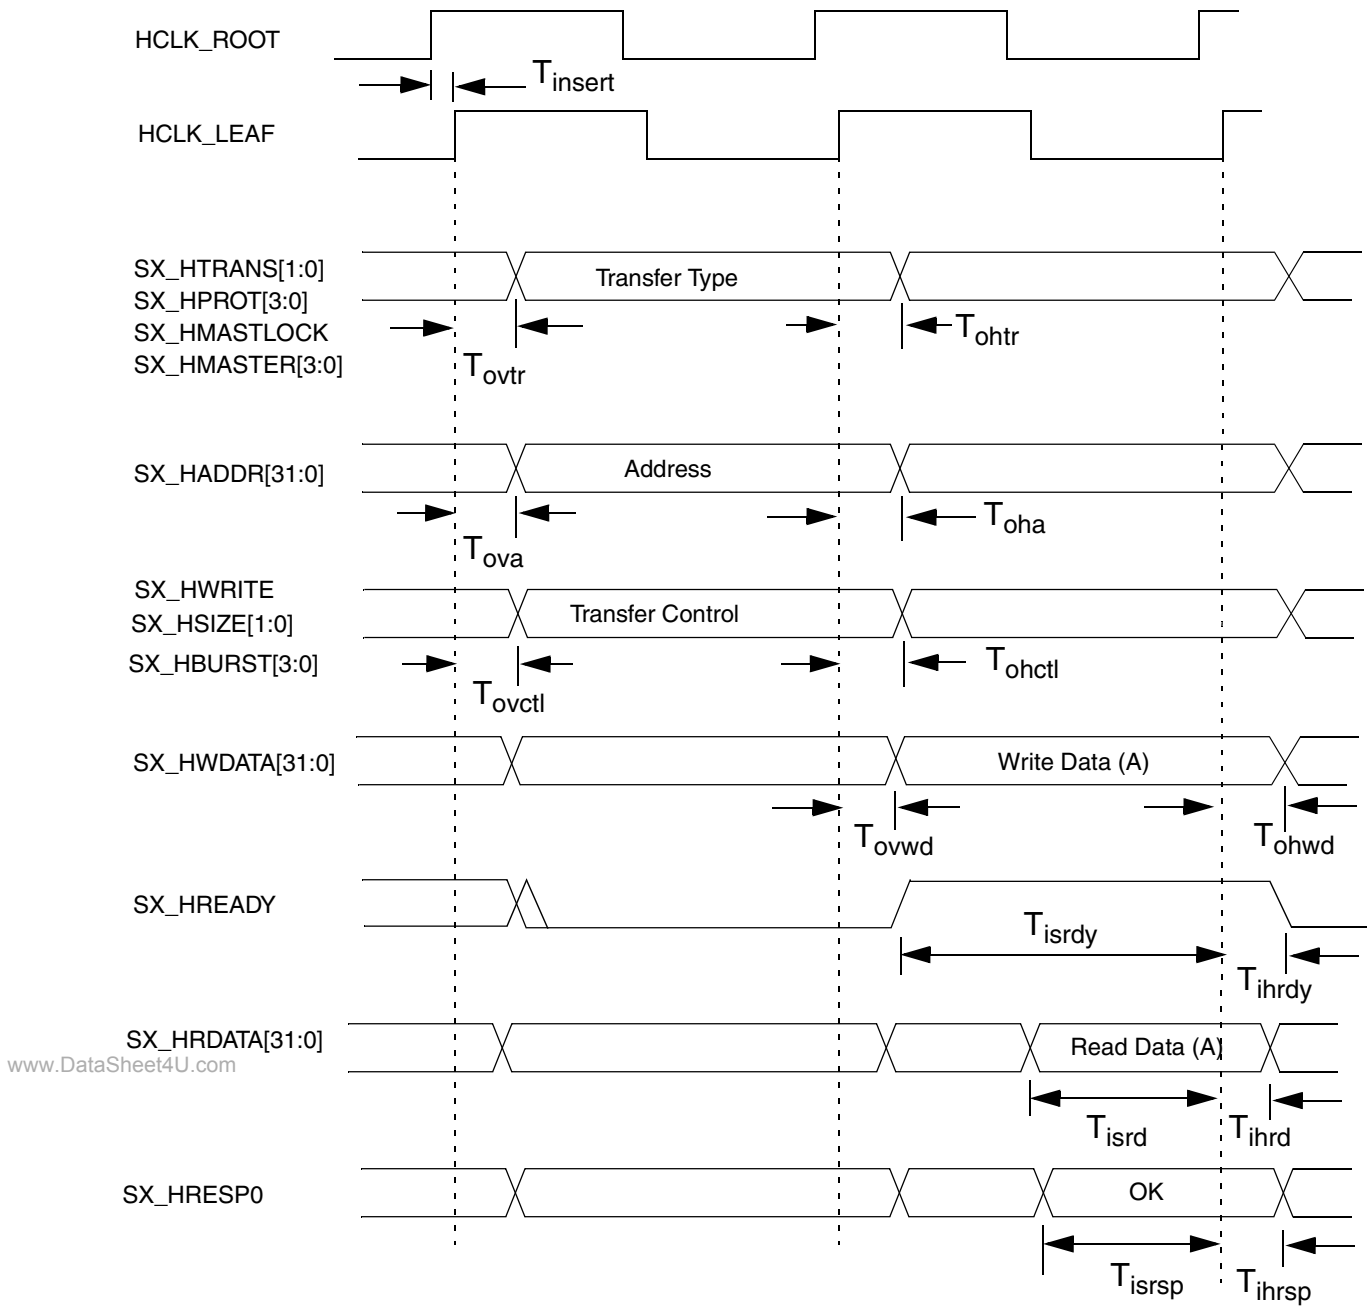 HCLK_ROOT
Tinsert
HCLK_LEAF
SX_HTRANS[1:0]
Transfer Type
SX_HPROT[3:0]
SX_HMASTLOCK
Tohtr
SX_HMASTER[3:0]
Tovtr
SX_HADDR[31:0]
Address
Toha
Tova
SX_HWRITE
SX_HSIZE[1:0]
Transfer Control
SX_HBURST[3:0]
Tohctl
Tovctl
SX_HWDATA[31:0]
Write Data (A)
Tovwd
Tohwd
SX_HREADY
Tisrdy
Tihrdy
SX_HRDATA[31:0]
Read Data (A)
www.DataSheet4U.com
Tisrd
Tihrd
SX_HRESP0
OK
Tisrsp
Tihrsp